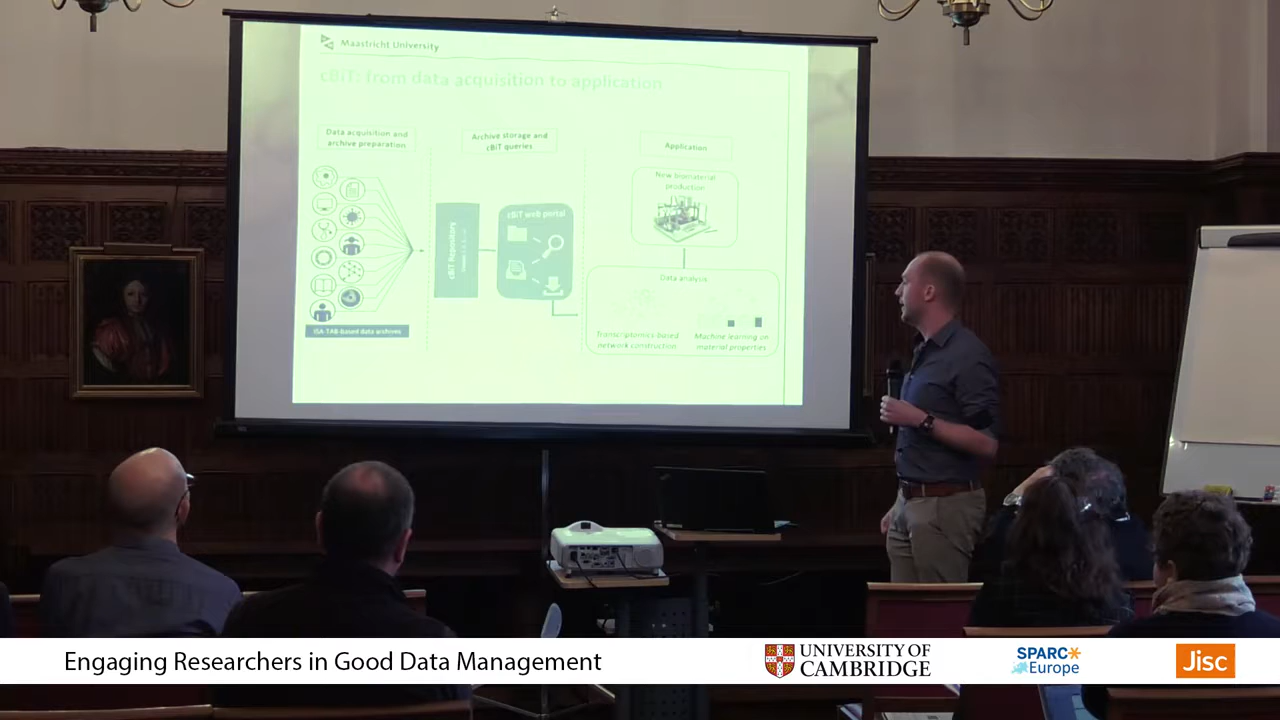 Maastricht University
cBiT: from data acquisition to application
Data acquisition and
archive preparation
Archive storage and
cBiT queries
Application
New biomaterial
production
cBiT Repository
cBiT web portal
Data analysis
ISA-TAB-based data archives
Transcriptomics-based
network construction
Machine learning on
material properties
Engaging Researchers in Good Data Management
UNIVERSITY OF
CAMBRIDGE
SPARC
Europe
Jisc